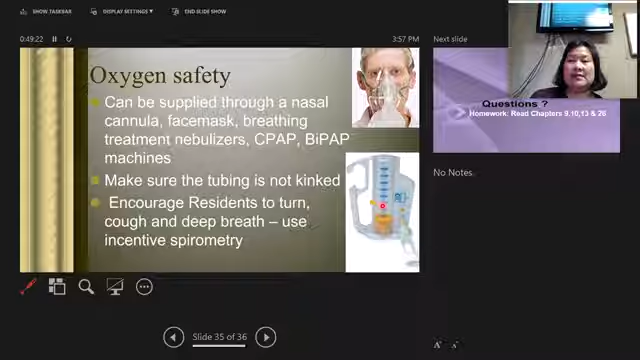 SHOW TASKBAR
DISPLAY SETTINGS ▾
END SLIDE SHOW
0:49:22
3:57 PM
Oxygen safety
Can be supplied through a nasal
cannula, facemask, breathing
treatment nebulizers, CPAP, BiPAP
machines
Make sure the tubing is not kinked
Encourage Residents to turn,
cough and deep breath – use
incentive spirometry
Slide 35 of 36
Next slide
Questions ?
Homework: Read Chapters 9,10,13 & 26
No Notes.
A A